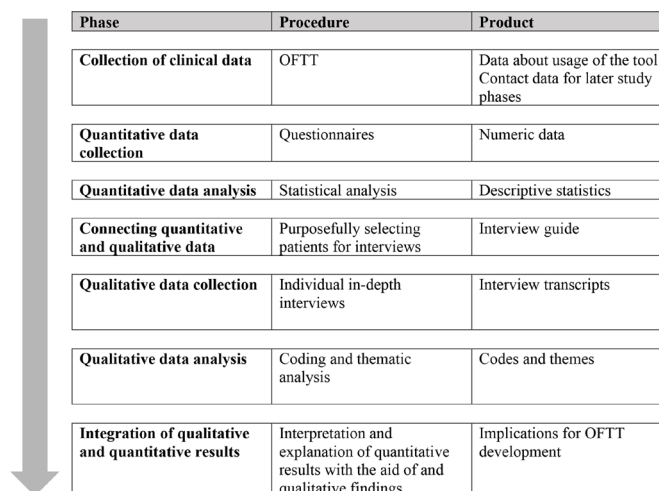 Phase Procedure Product
Collection of clinical data OFTT Data about usage of the tool
Contact data for later study
phases
Quantitative data Questionnaires Numeric data
collection
Quantitative data analysis Statistical analysis Descriptive statistics
Connecting quantitative Purposefully selecting Interview guide
and qualitative data patients for interviews
Qualitative data collection Individual in-depth Interview transcripts
interviews
Qualitative data analysis Coding and thematic Codes and themes
analysis
Integration of qualitative Interpretation and Implications for OFTT
and quantitative results explanation of quantitative development
results with the aid of and
qualitative findings